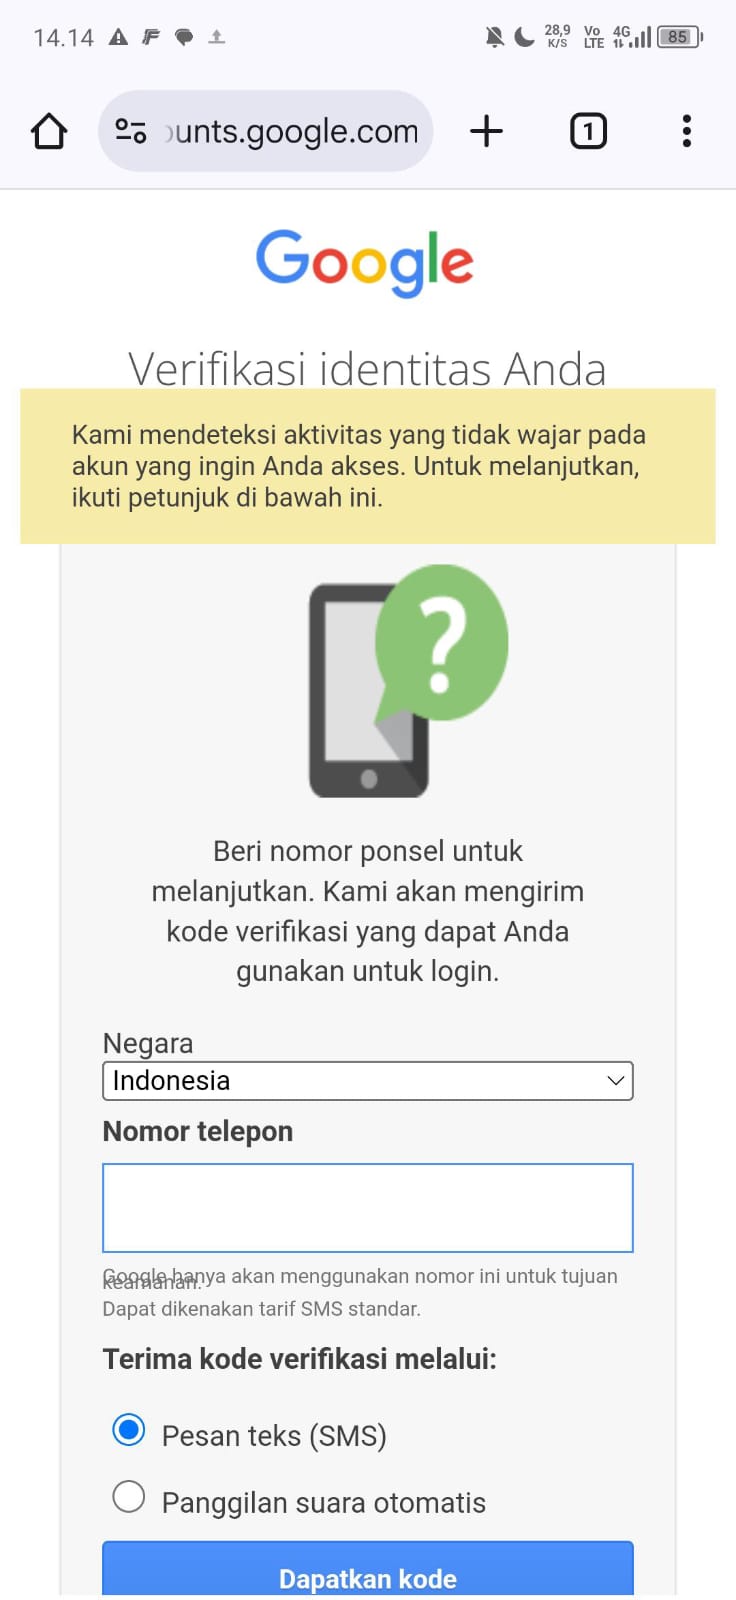 14.14
28,9 K/S
Vo LTE
4G
85
ounts.google.com
1
Google
Verifikasi identitas Anda
Kami mendeteksi aktivitas yang tidak wajar pada
akun yang ingin Anda akses. Untuk melanjutkan,
ikuti petunjuk di bawah ini.
?
Beri nomor ponsel untuk
melanjutkan. Kami akan mengirim
kode verifikasi yang dapat Anda
gunakan untuk login.
Negara
Indonesia
Nomor telepon
Google hanya akan menggunakan nomor ini untuk tujuan
keamanan.
Dapat dikenakan tarif SMS standar.
Terima kode verifikasi melalui:
Pesan teks (SMS)
Panggilan suara otomatis
Dapatkan kode